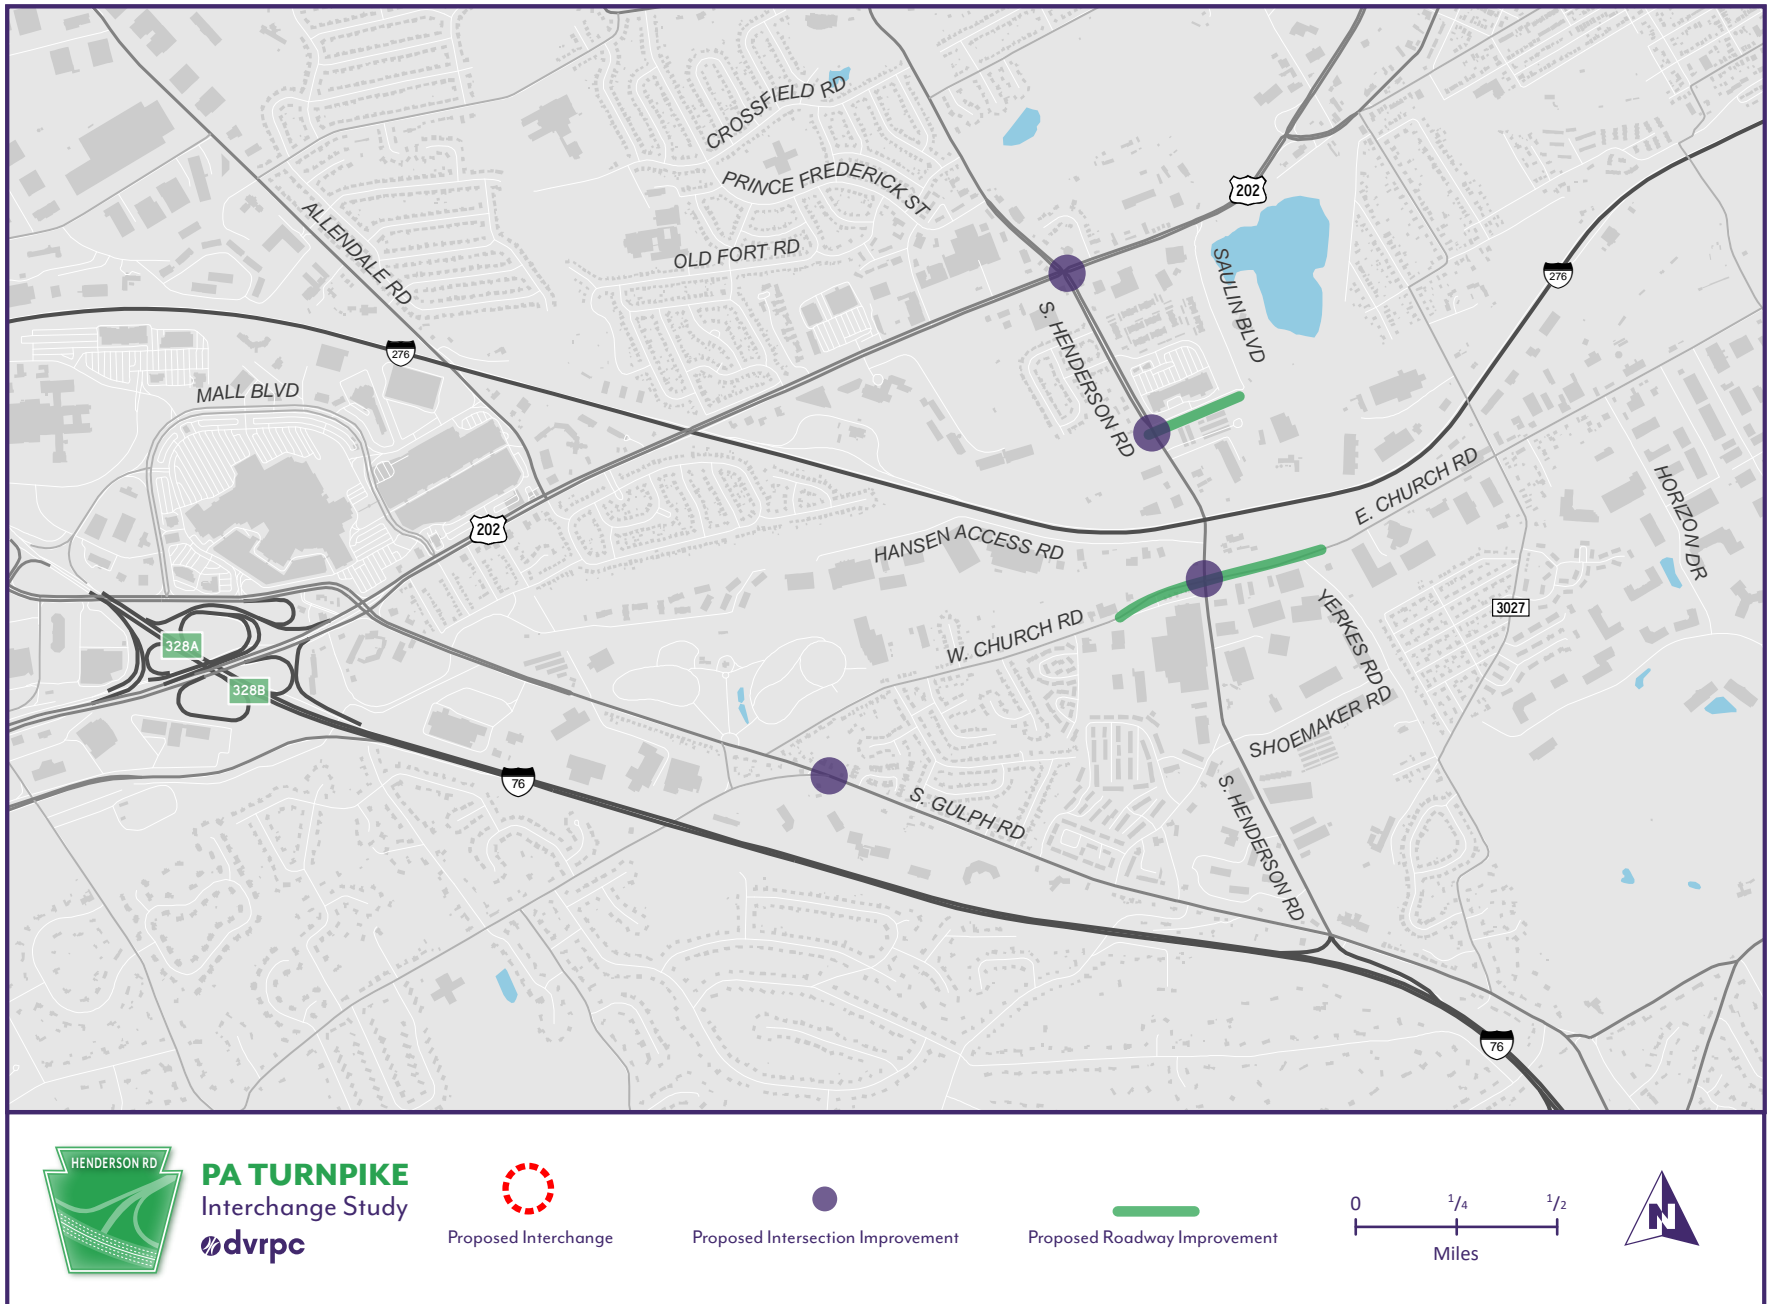 CROSSFIELD RD
PRINCE FREDERICK ST
202
ALLENDALE RD
OLD FORT RD
SAULIN BLVD
276
S. HENDERSON RD
276
MALL BLVD
E. CHURCH RD
HORIZON DR
202
HANSEN ACCESS RD
YERKES RD
3027
W. CHURCH RD
328A
328B
SHOEMAKER RD
76
S. GULPH RD
S. HENDERSON RD
76
HENDERSON RD
PA TURNPIKE
Interchange Study
dvrpc
Proposed Interchange
Proposed Intersection Improvement
Proposed Roadway Improvement
0 1/4 1/2
Miles
N